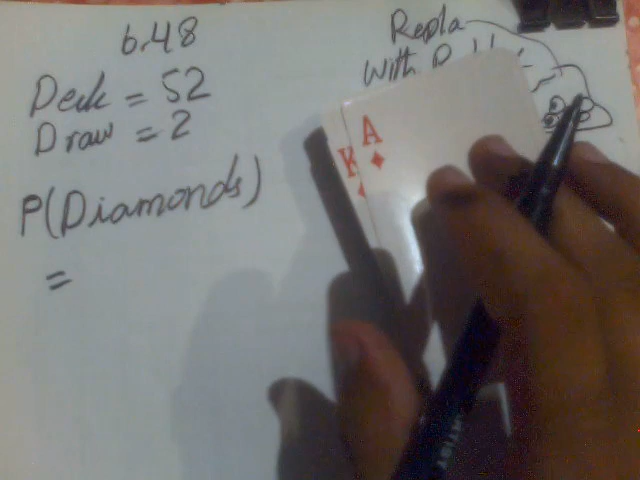 6.48
Deck = 52
Draw = 2
P(Diamonds)
=
Repla
With
A
K